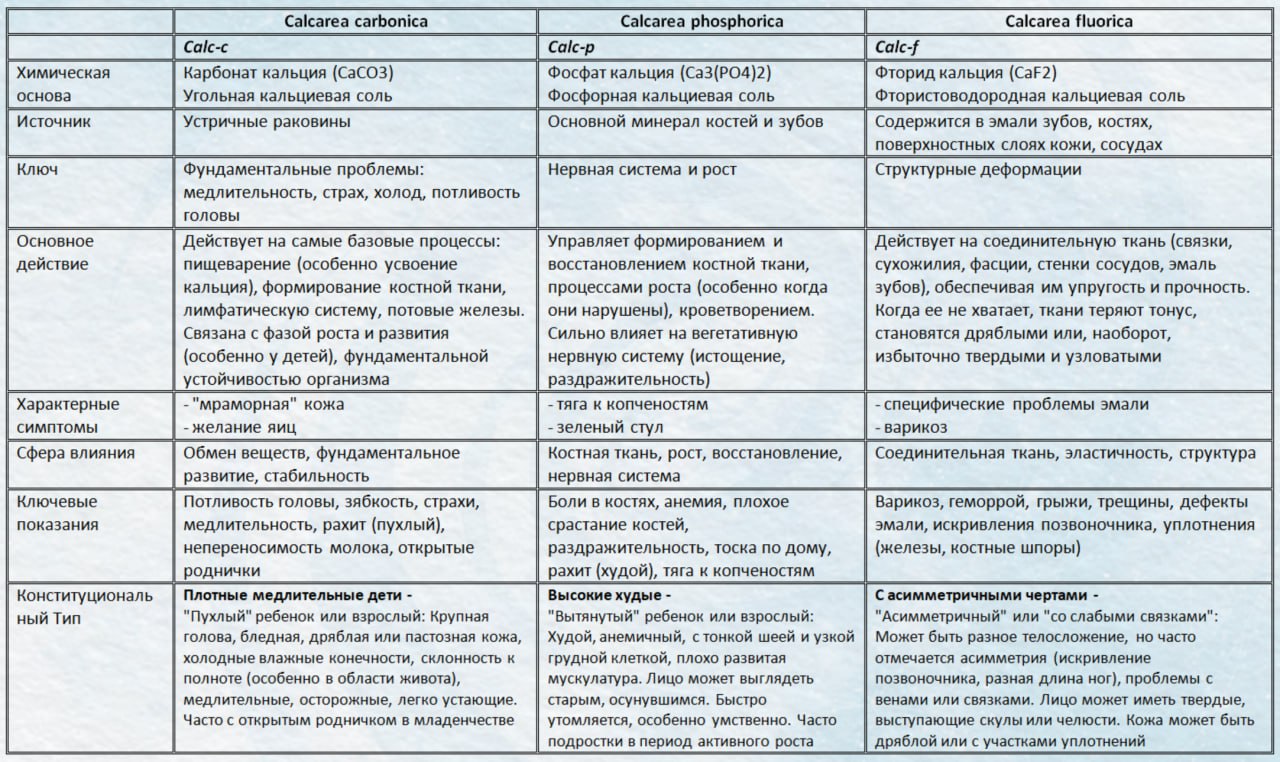 Calcarea carbonica
Calcarea phosphorica
Calcarea fluorica
Calc-c
Calc-p
Calc-f
Химическая
основа
Карбонат кальция (CaCO3)
Угольная кальциевая соль
Фосфат кальция (Ca3(PO4)2)
Фосфорная кальциевая соль
Фторид кальция (CaF2)
Фтористоводородная кальциевая соль
Источник
Устричные раковины
Основной минерал костей и зубов
Содержится в эмали зубов, костях,
поверхностных слоях кожи, сосудах
Ключ
Фундаментальные проблемы:
медлительность, страх, холод, потливость
головы
Нервная система и рост
Структурные деформации
Основное
действие
Действует на самые базовые процессы:
пищеварение (особенно усвоение
кальция), формирование костной ткани,
лимфатическую систему, потовые железы.
Связана с фазой роста и развития
(особенно у детей), фундаментальной
устойчивостью организма
Управляет формированием и
восстановлением костной ткани,
процессами роста (особенно когда
они нарушены), кроветворением.
Сильно влияет на вегетативную
нервную систему (истощение,
раздражительность)
Действует на соединительную ткань (связки,
сухожилия, фасции, стенки сосудов, эмаль
зубов), обеспечивая им упругость и прочность.
Когда ее не хватает, ткани теряют тонус,
становятся дряблыми или, наоборот,
избыточно твердыми и узловатыми
Характерные
симптомы
- "мраморная" кожа
- желание яиц
- тяга к копченостям
- зеленый стул
- специфические проблемы эмали
- варикоз
Сфера влияния
Обмен веществ, фундаментальное
развитие, стабильность
Костная ткань, рост, восстановление,
нервная система
Соединительная ткань, эластичность, структура
Ключевые
показания
Потливость головы, зябкость, страхи,
медлительность, рахит (пухлый),
непереносимость молока, открытые
роднички
Боли в костях, анемия, плохое
срастание костей,
раздражительность, тоска по дому,
рахит (худой), тяга к копченостям
Варикоз, геморрой, грыжи, трещины, дефекты
эмали, искривления позвоночника, уплотнения
(железы, костные шпоры)
Конституциональ
ный Тип
Плотные медлительные дети -
"Пухлый" ребенок или взрослый: Крупная
голова, бледная, дряблая или пастозная кожа,
холодные влажные конечности, склонность к
полноте (особенно в области живота),
медлительные, осторожные, легко устающие.
Часто с открытым родничком в младенчестве
Высокие худые -
"Вытянутый" ребенок или взрослый:
Худой, анемичный, с тонкой шеей и узкой
грудной клеткой, плохо развитая
мускулатура. Лицо может выглядеть
старым, осунувшимся. Быстро
утомляется, особенно умственно. Часто
подростки в период активного роста
С асимметричными чертами -
"Асимметричный" или "со слабыми связками":
Может быть разное телосложение, но часто
отмечается асимметрия (искривление
позвоночника, разная длина ног), проблемы с
венами или связками. Лицо может иметь твердые,
выступающие скулы или челюсти. Кожа может быть
дряблой или с участками уплотнений